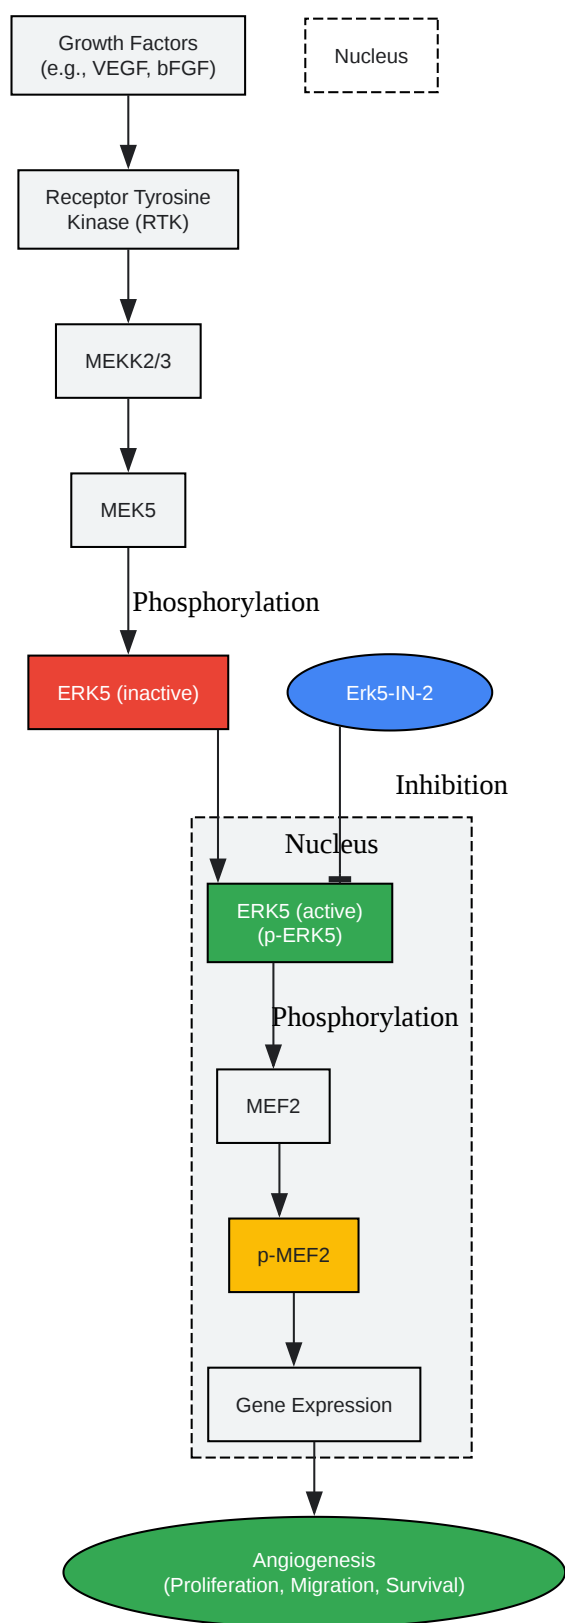 Growth Factors
(e.g., VEGF, bFGF)
Nucleus
Receptor Tyrosine
Kinase (RTK)
MEKK2/3
MEK5
Phosphorylation
ERK5 (inactive)
Erk5-IN-2
Inhibition
Nucleus
ERK5 (active)
(p-ERK5)
Phosphorylation
MEF2
p-MEF2
Gene Expression
Angiogenesis
(Proliferation, Migration, Survival)